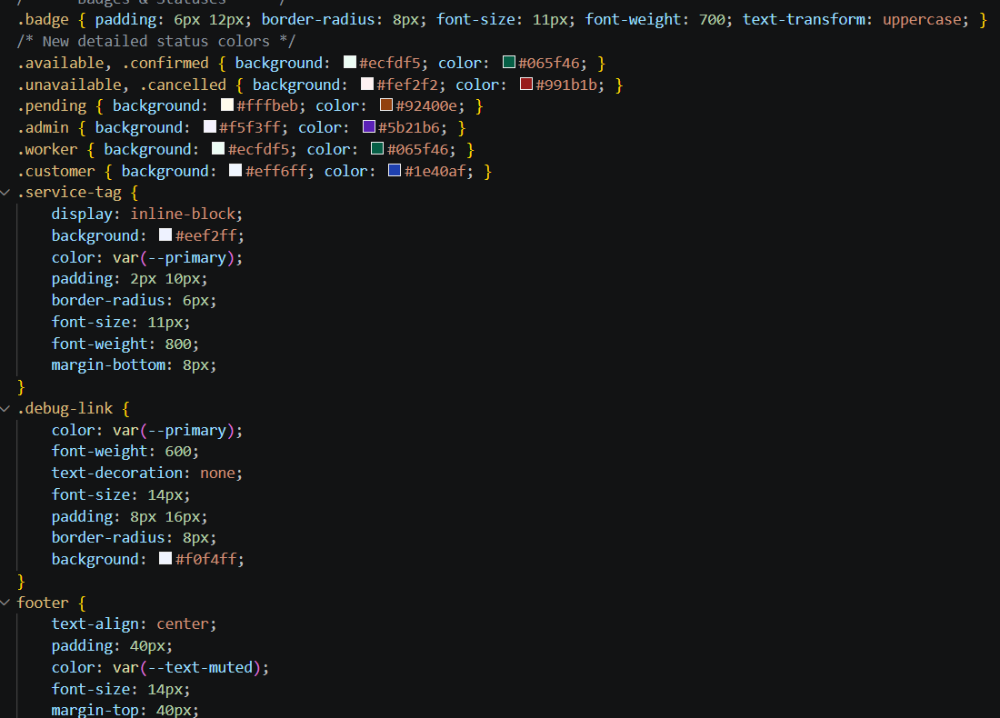 /* Badges & Statuses */
.badge { padding: 6px 12px; border-radius: 8px; font-size: 11px; font-weight: 700; text-transform: uppercase; }
/* New detailed status colors */
.available, .confirmed { background: #ecfdf5; color: #065f46; }
.unavailable, .cancelled { background: #fef2f2; color: #991b1b; }
.pending { background: #fffbeb; color: #92400e; }
.admin { background: #f5f3ff; color: #5b21b6; }
.worker { background: #ecfdf5; color: #065f46; }
.customer { background: #eff6ff; color: #1e40af; }
.service-tag {
    display: inline-block;
    background: #eef2ff;
    color: var(--primary);
    padding: 2px 10px;
    border-radius: 6px;
    font-size: 11px;
    font-weight: 800;
    margin-bottom: 8px;
}
.debug-link {
    color: var(--primary);
    font-weight: 600;
    text-decoration: none;
    font-size: 14px;
    padding: 8px 16px;
    border-radius: 8px;
    background: #f0f4ff;
}
footer {
    text-align: center;
    padding: 40px;
    color: var(--text-muted);
    font-size: 14px;
    margin-top: 40px;